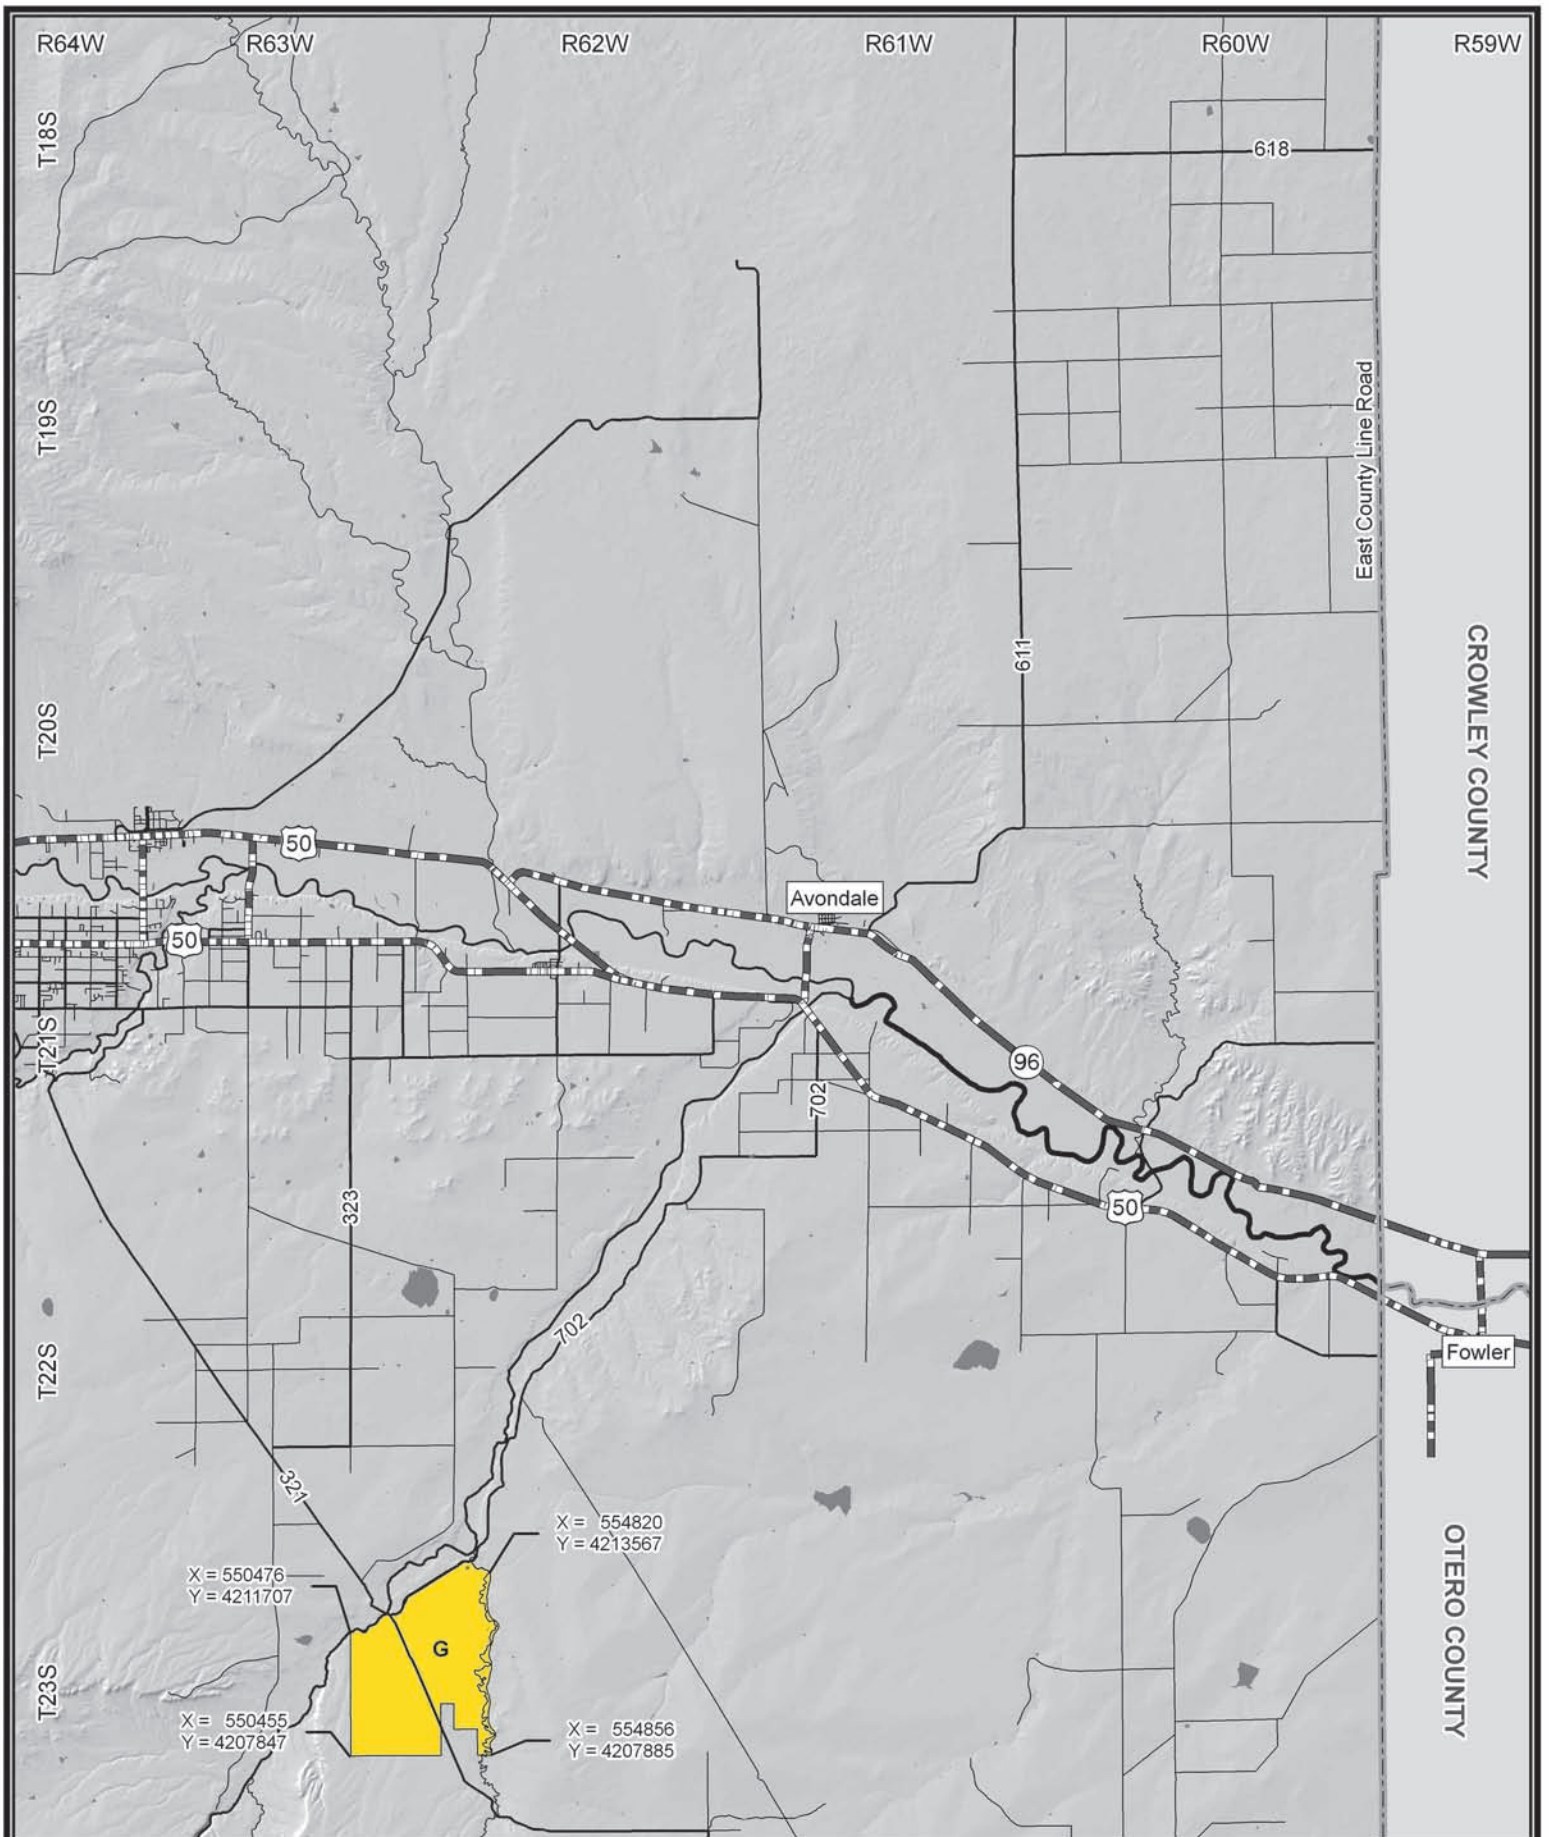 R64W
R63W
R62W
R61W
R60W
R59W
T18S
618
T19S
East County Line Road
CROWLEY COUNTY
611
T20S
50
Avondale
50
T21S
96
702
323
50
702
T22S
Fowler
321
X = 554820
Y = 4213567
X = 550476
Y = 4211707
G
OTERO COUNTY
T23S
X = 550455
Y = 4207847
X = 554856
Y = 4207885